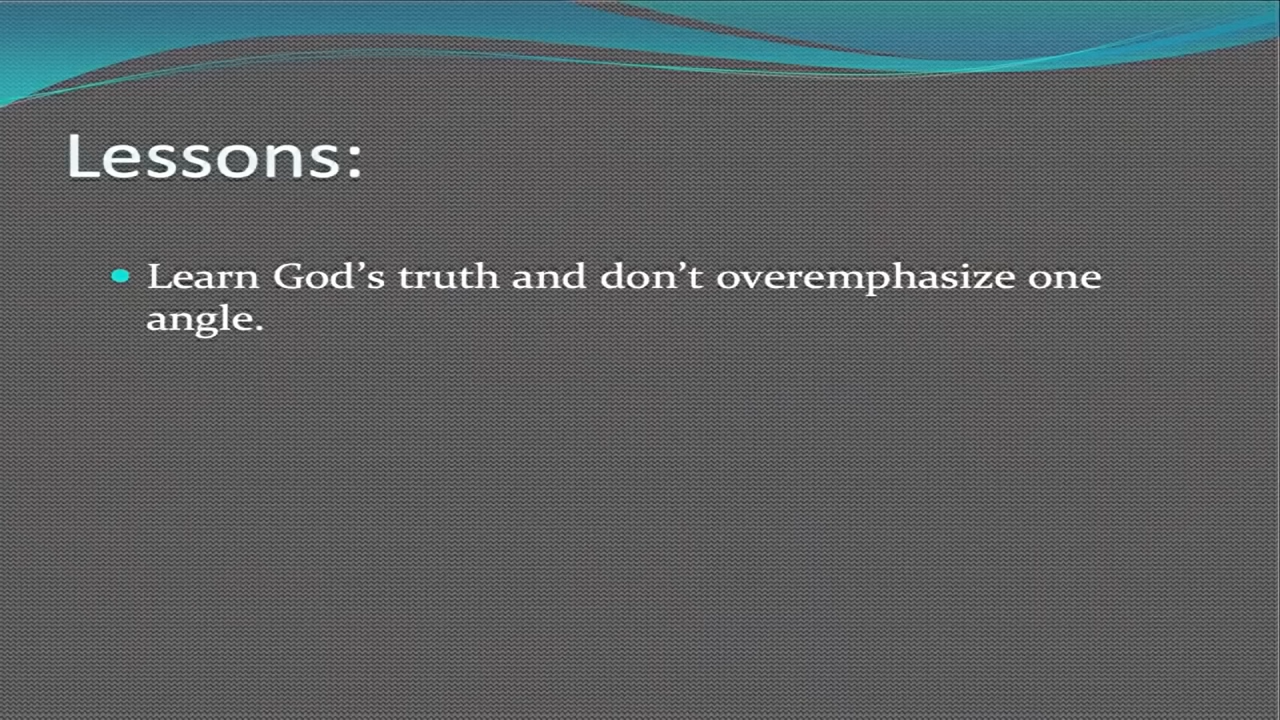 Lessons:
• Learn God’s truth and don’t overemphasize one
angle.